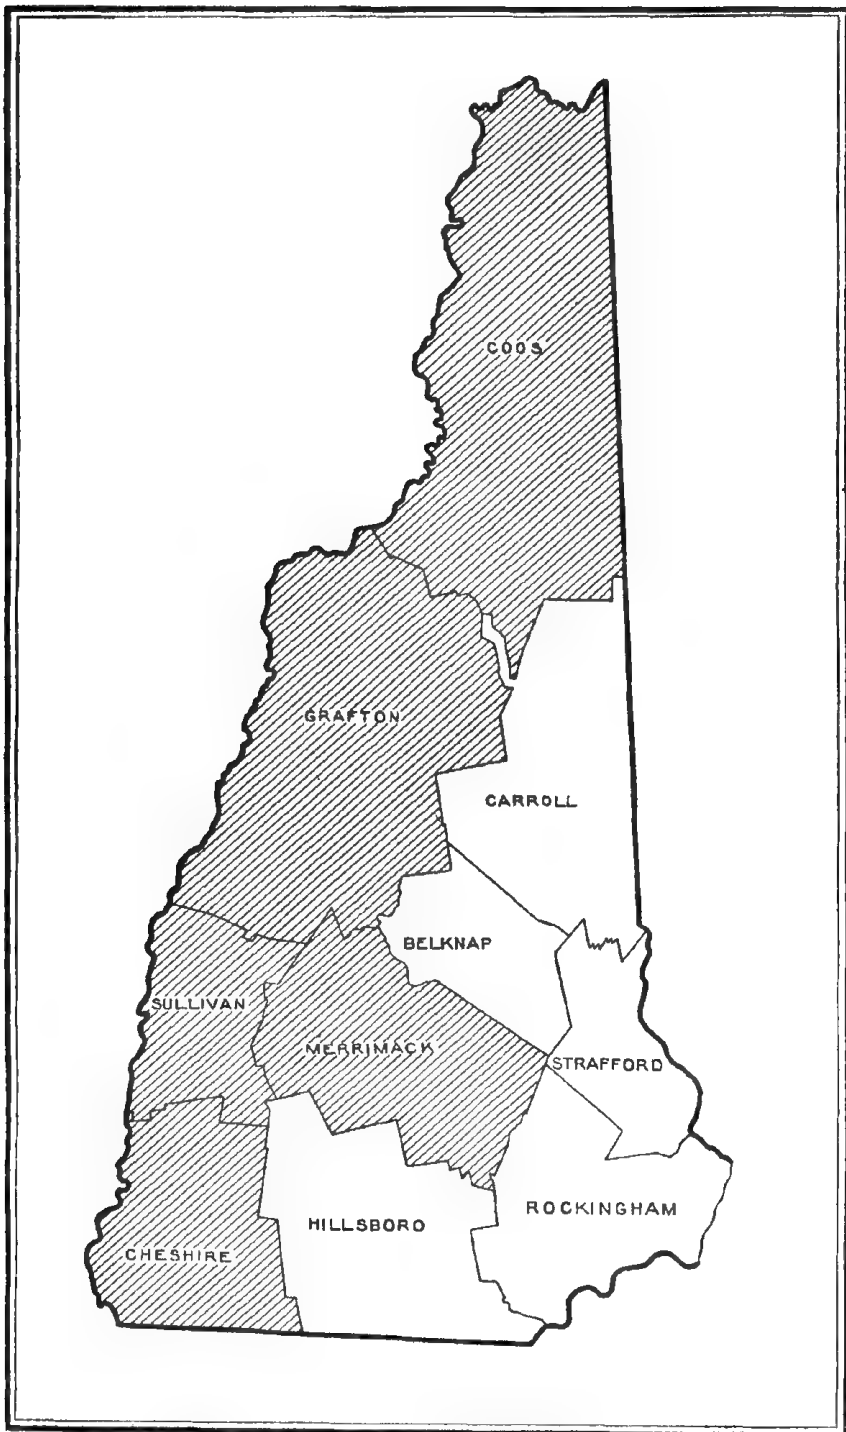 COOS
GRAFTON
CARROLL
BELKNAP
SULLIVAN
MERRIMACK
STRAFFORD
ROCKINGHAM
HILLSBORO
CHESHIRE